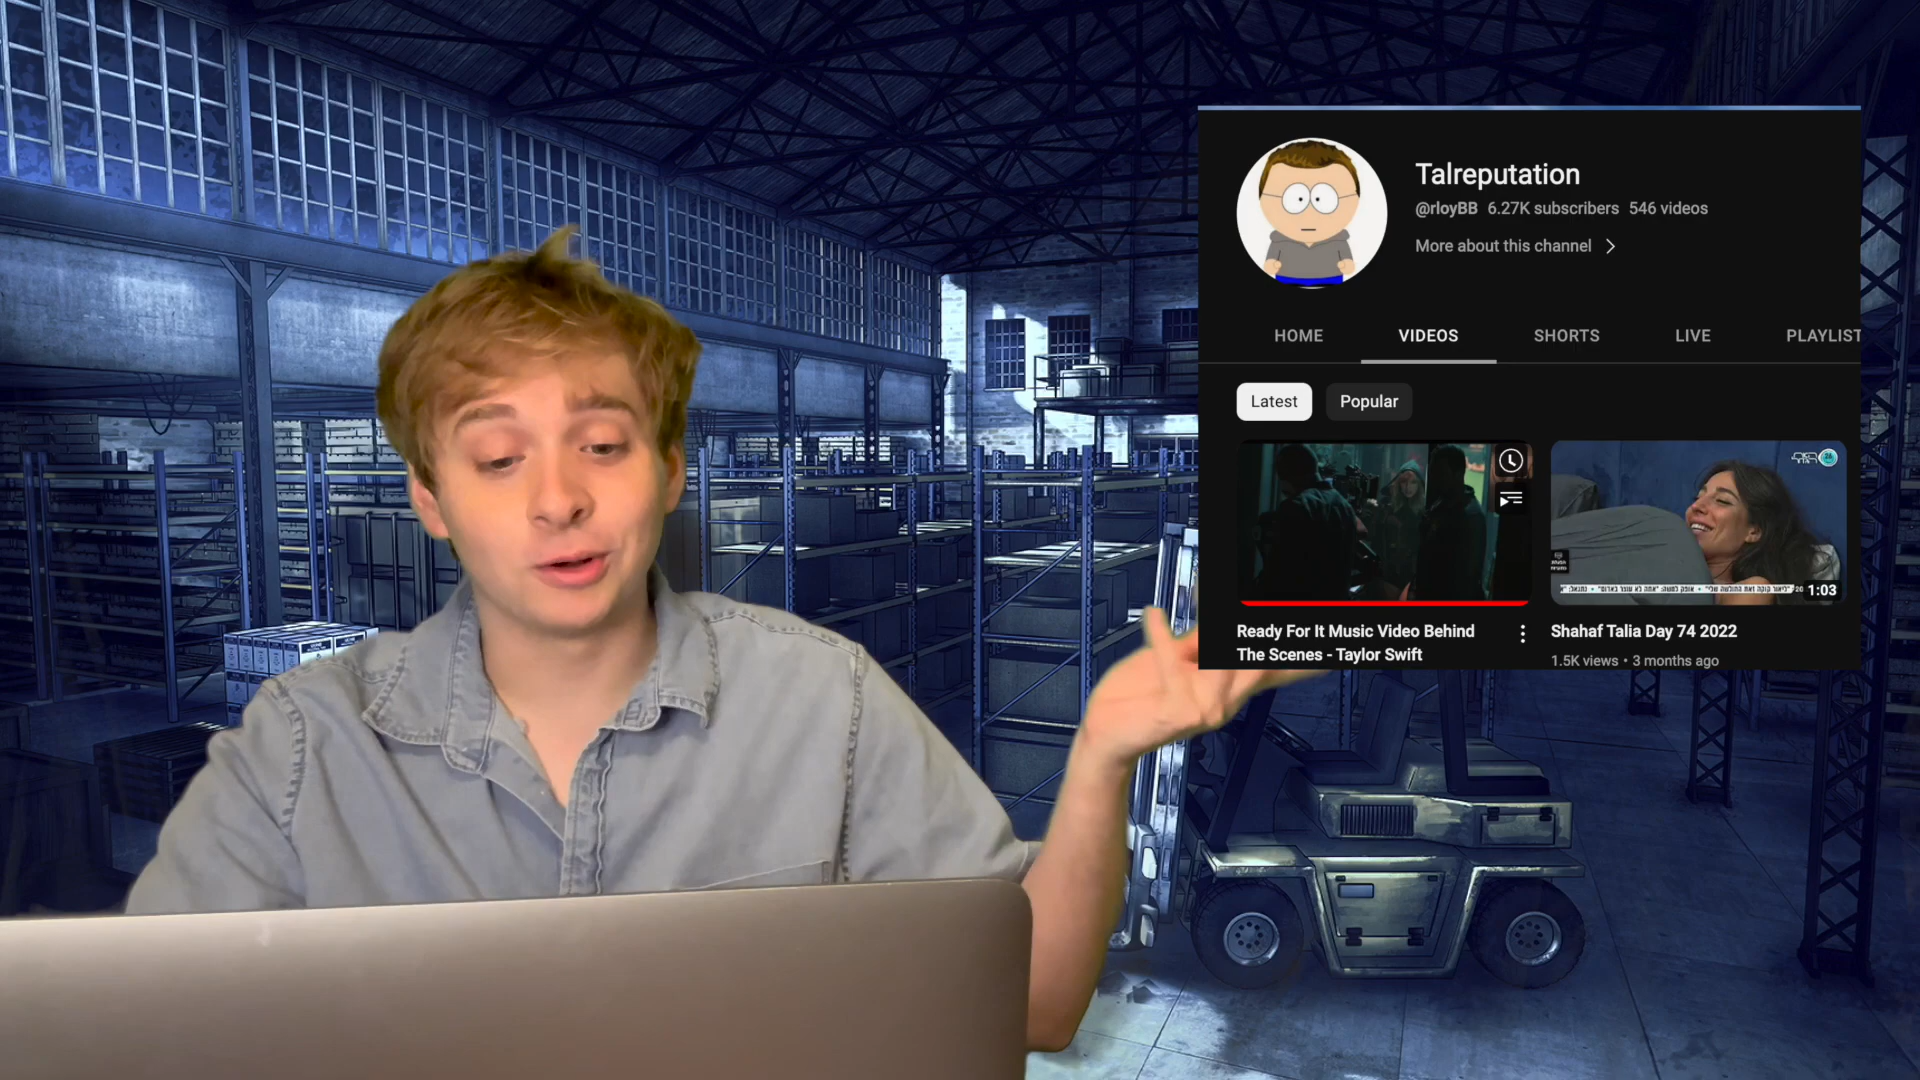 Talreputation
@rloyBB 6.27K subscribers 546 videos
More about this channel
HOME VIDEOS SHORTS LIVE PLAYLIST
Latest Popular
26
1:03
Ready For It Music Video Behind
The Scenes - Taylor Swift
Shahaf Talia Day 74 2022
1.5K views • 3 months ago